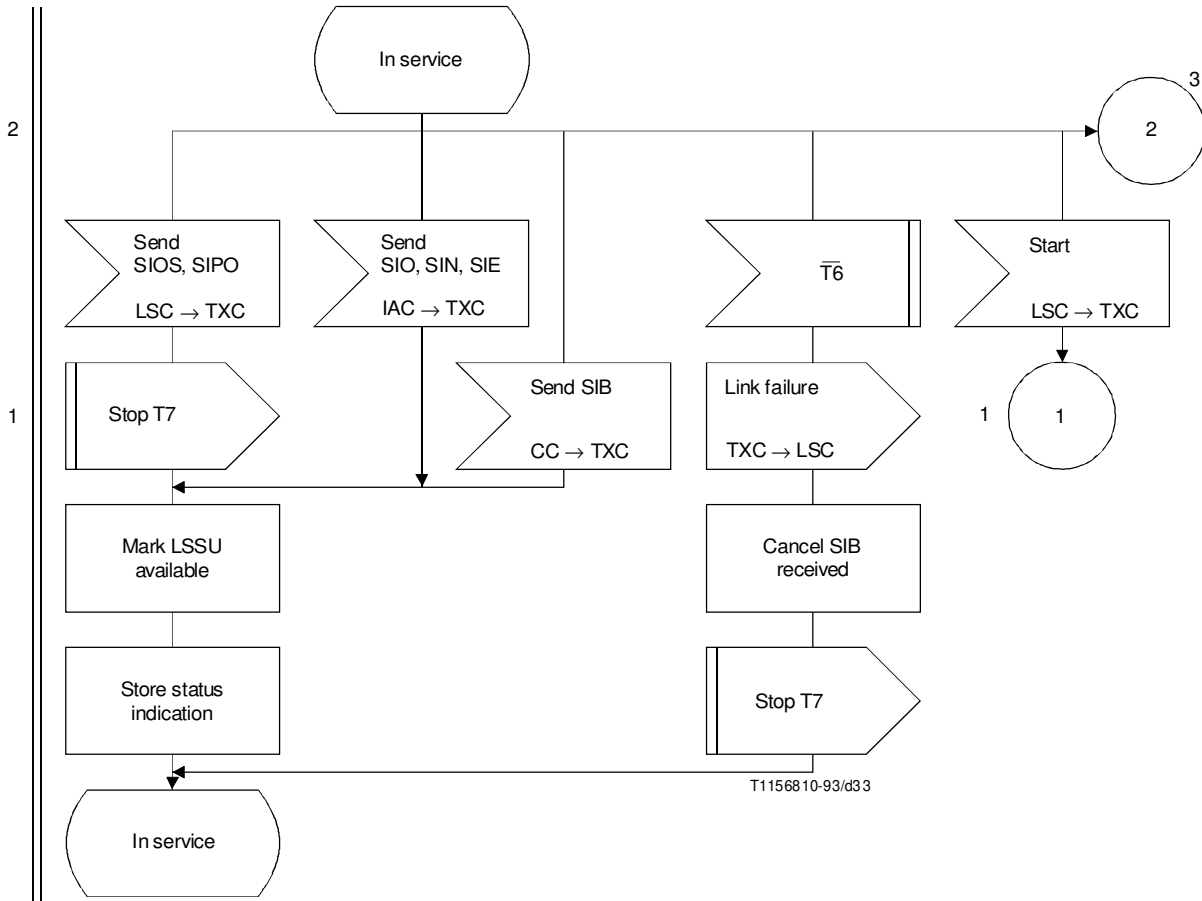 In service
3
2
2
Send
SIOS, SIPO
LSC → TXC
Send
SIO, SIN, SIE
IAC → TXC
T̅6̅
Start
LSC → TXC
1
Stop T7
Send SIB
CC → TXC
Link failure
TXC → LSC
1
1
Mark LSSU
available
Cancel SIB
received
Store status
indication
Stop T7
T1156810-93/d33
In service